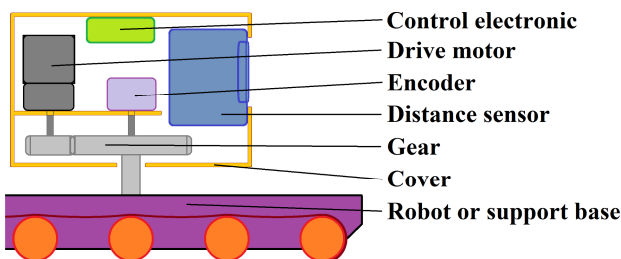 Control electronic
Drive motor
Encoder
Distance sensor
Gear
Cover
Robot or support base